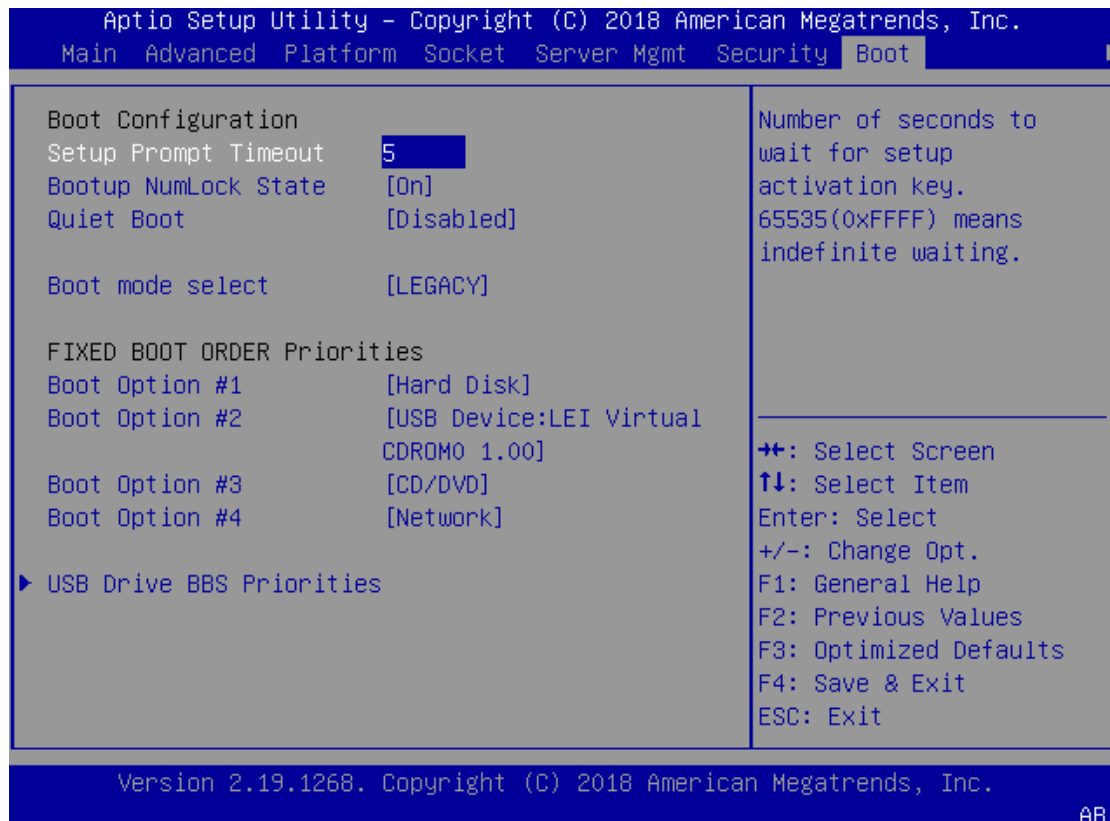 Aptio Setup Utility – Copyright (C) 2018 American Megatrends, Inc.
Main Advanced Platform Socket Server Mgmt Security Boot
Boot Configuration
Setup Prompt Timeout 5
Bootup NumLock State [On]
Quiet Boot [Disabled]
Boot mode select [LEGACY]
FIXED BOOT ORDER Priorities
Boot Option #1 [Hard Disk]
Boot Option #2 [USB Device:LEI Virtual
CDROM0 1.00]
Boot Option #3 [CD/DVD]
Boot Option #4 [Network]
USB Drive BBS Priorities
Number of seconds to
wait for setup
activation key.
65535(0xFFFF) means
indefinite waiting.
→←: Select Screen
↑↓: Select Item
Enter: Select
+/-: Change Opt.
F1: General Help
F2: Previous Values
F3: Optimized Defaults
F4: Save & Exit
ESC: Exit
Version 2.19.1268. Copyright (C) 2018 American Megatrends, Inc.
AB